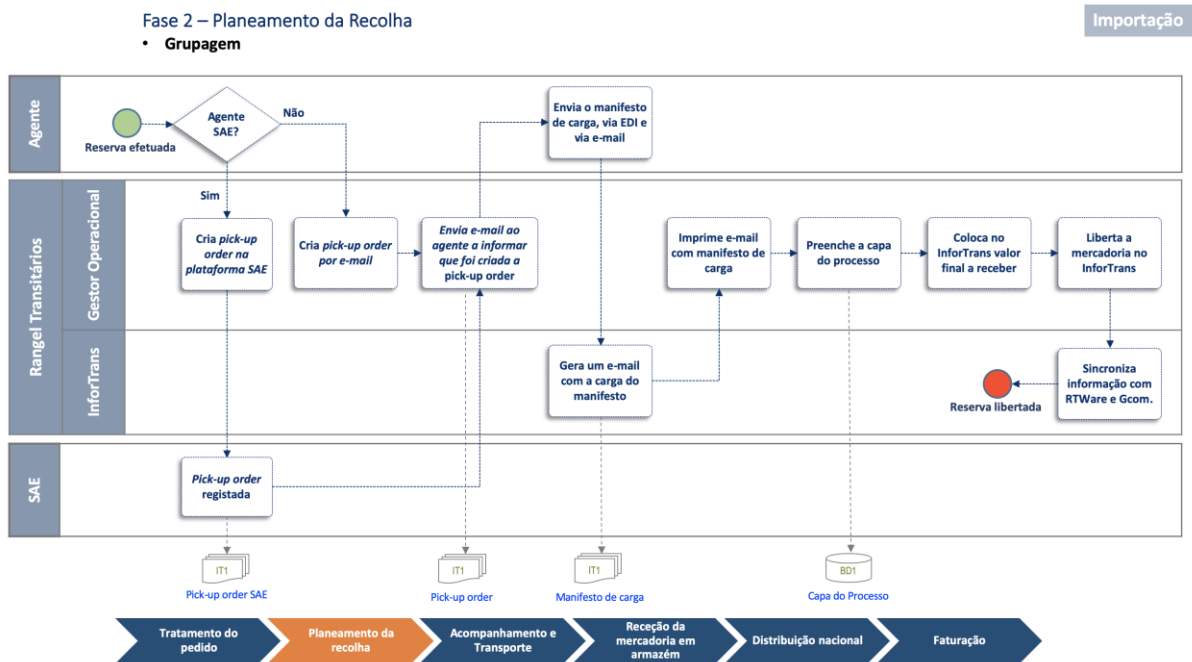 Fase 2 – Planeamento da Recolha
Importação
• Grupagem
Agente
Reserva efetuada
Agente
SAE?
Não
Sim
Envia o manifesto
de carga, via EDI e
via e-mail
Rangel Transitários
Gestor Operacional
Cria pick-up
order na
plataforma SAE
Cria pick-up order
por e-mail
Envia e-mail ao
agente a informar
que foi criada a
pick-up order
Imprime e-mail
com manifesto de
carga
Preenche a capa
do processo
Coloca no
InforTrans valor
final a receber
Liberta a
mercadoria no
InforTrans
InforTrans
Gera um e-mail
com a carga do
manifesto
Reserva libertada
Sincroniza
informação com
RTWare e Gcom.
SAE
Pick-up order
registada
IT1
Pick-up order SAE
IT1
Pick-up order
IT1
Manifesto de carga
BD1
Capa do Processo
Tratamento do
pedido
Planeamento da
recolha
Acompanhamento e
Transporte
Receção da
mercadoria em
armazém
Distribuição nacional
Faturação